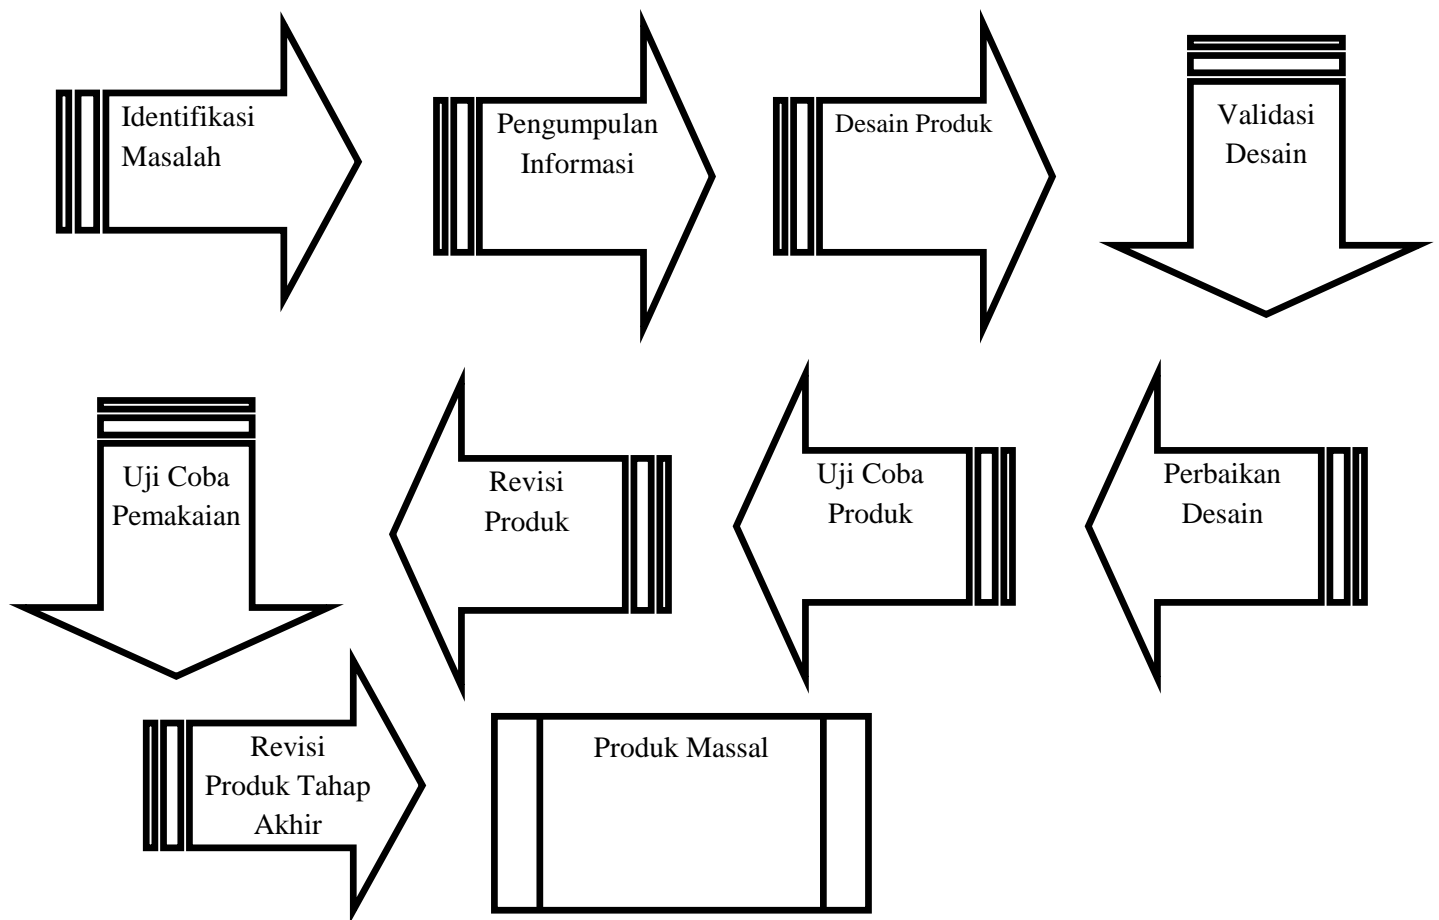 Identifikasi
Masalah
Pengumpulan
Informasi
Desain Produk
Validasi
Desain
Perbaikan
Desain
Uji Coba
Produk
Revisi
Produk
Uji Coba
Pemakaian
Revisi
Produk Tahap
Akhir
Produk Massal